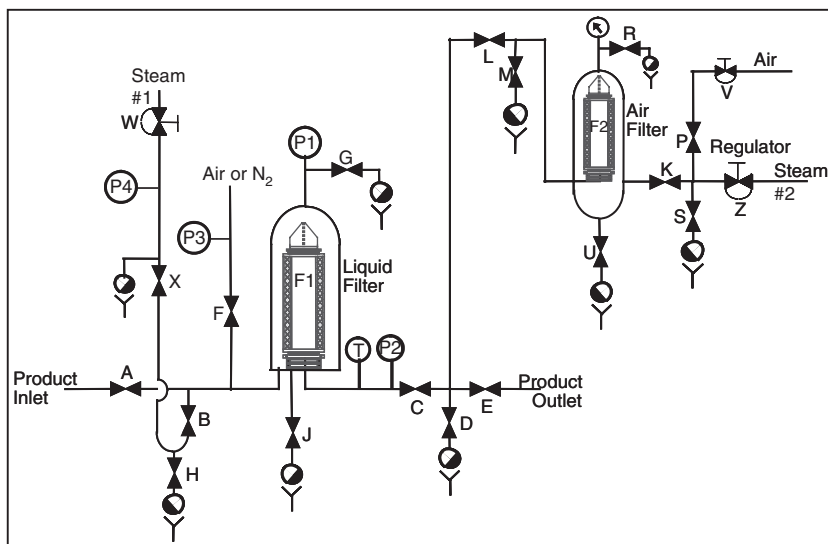 R
L
Air
Steam
#1
M
V
W
F2
Air
Filter
P
P1
Regulator
G
Air or N2
K
Steam
#2
P4
S
Z
P3
U
Liquid
Filter
F1
X
F
T
P2
Product
Inlet
A
Product
Outlet
B
C
E
D
J
H